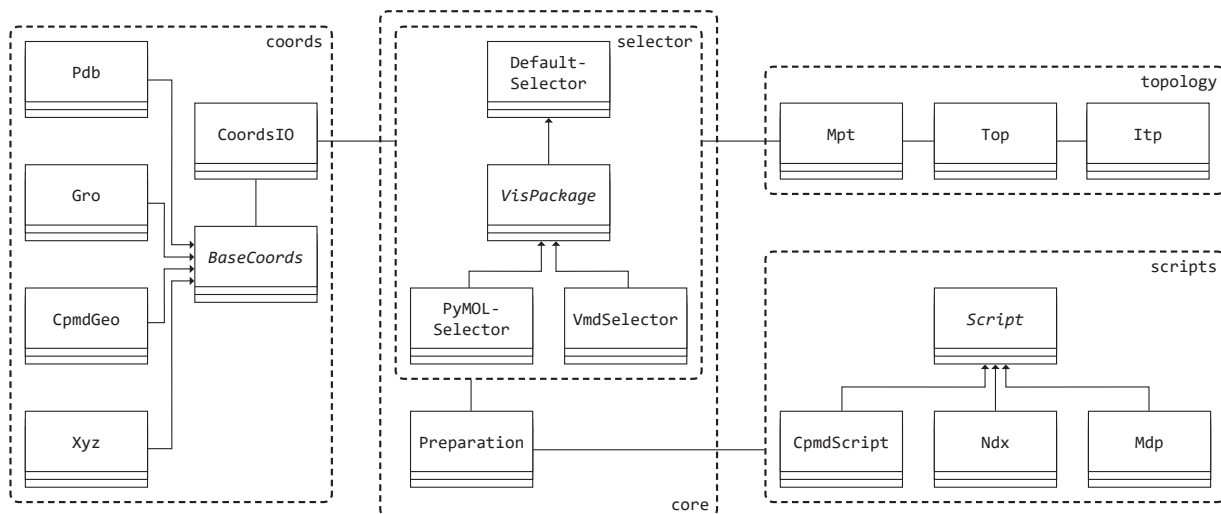 coords
Pdb
CoordsIO
Gro
BaseCoords
CpmdGeo
Xyz
selector
Default-
Selector
VisPackage
PyMOL-
Selector
VmdSelector
Preparation
core
topology
Mpt
Top
Itp
scripts
Script
CpmdScript
Ndx
Mdp